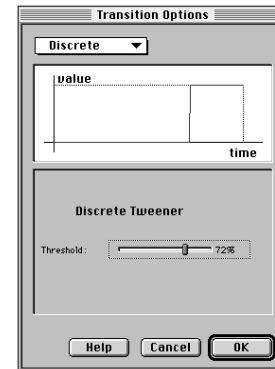 Transition Options
Discrete
value
time
Discrete Tweener
Threshold: 72%
Help Cancel OK